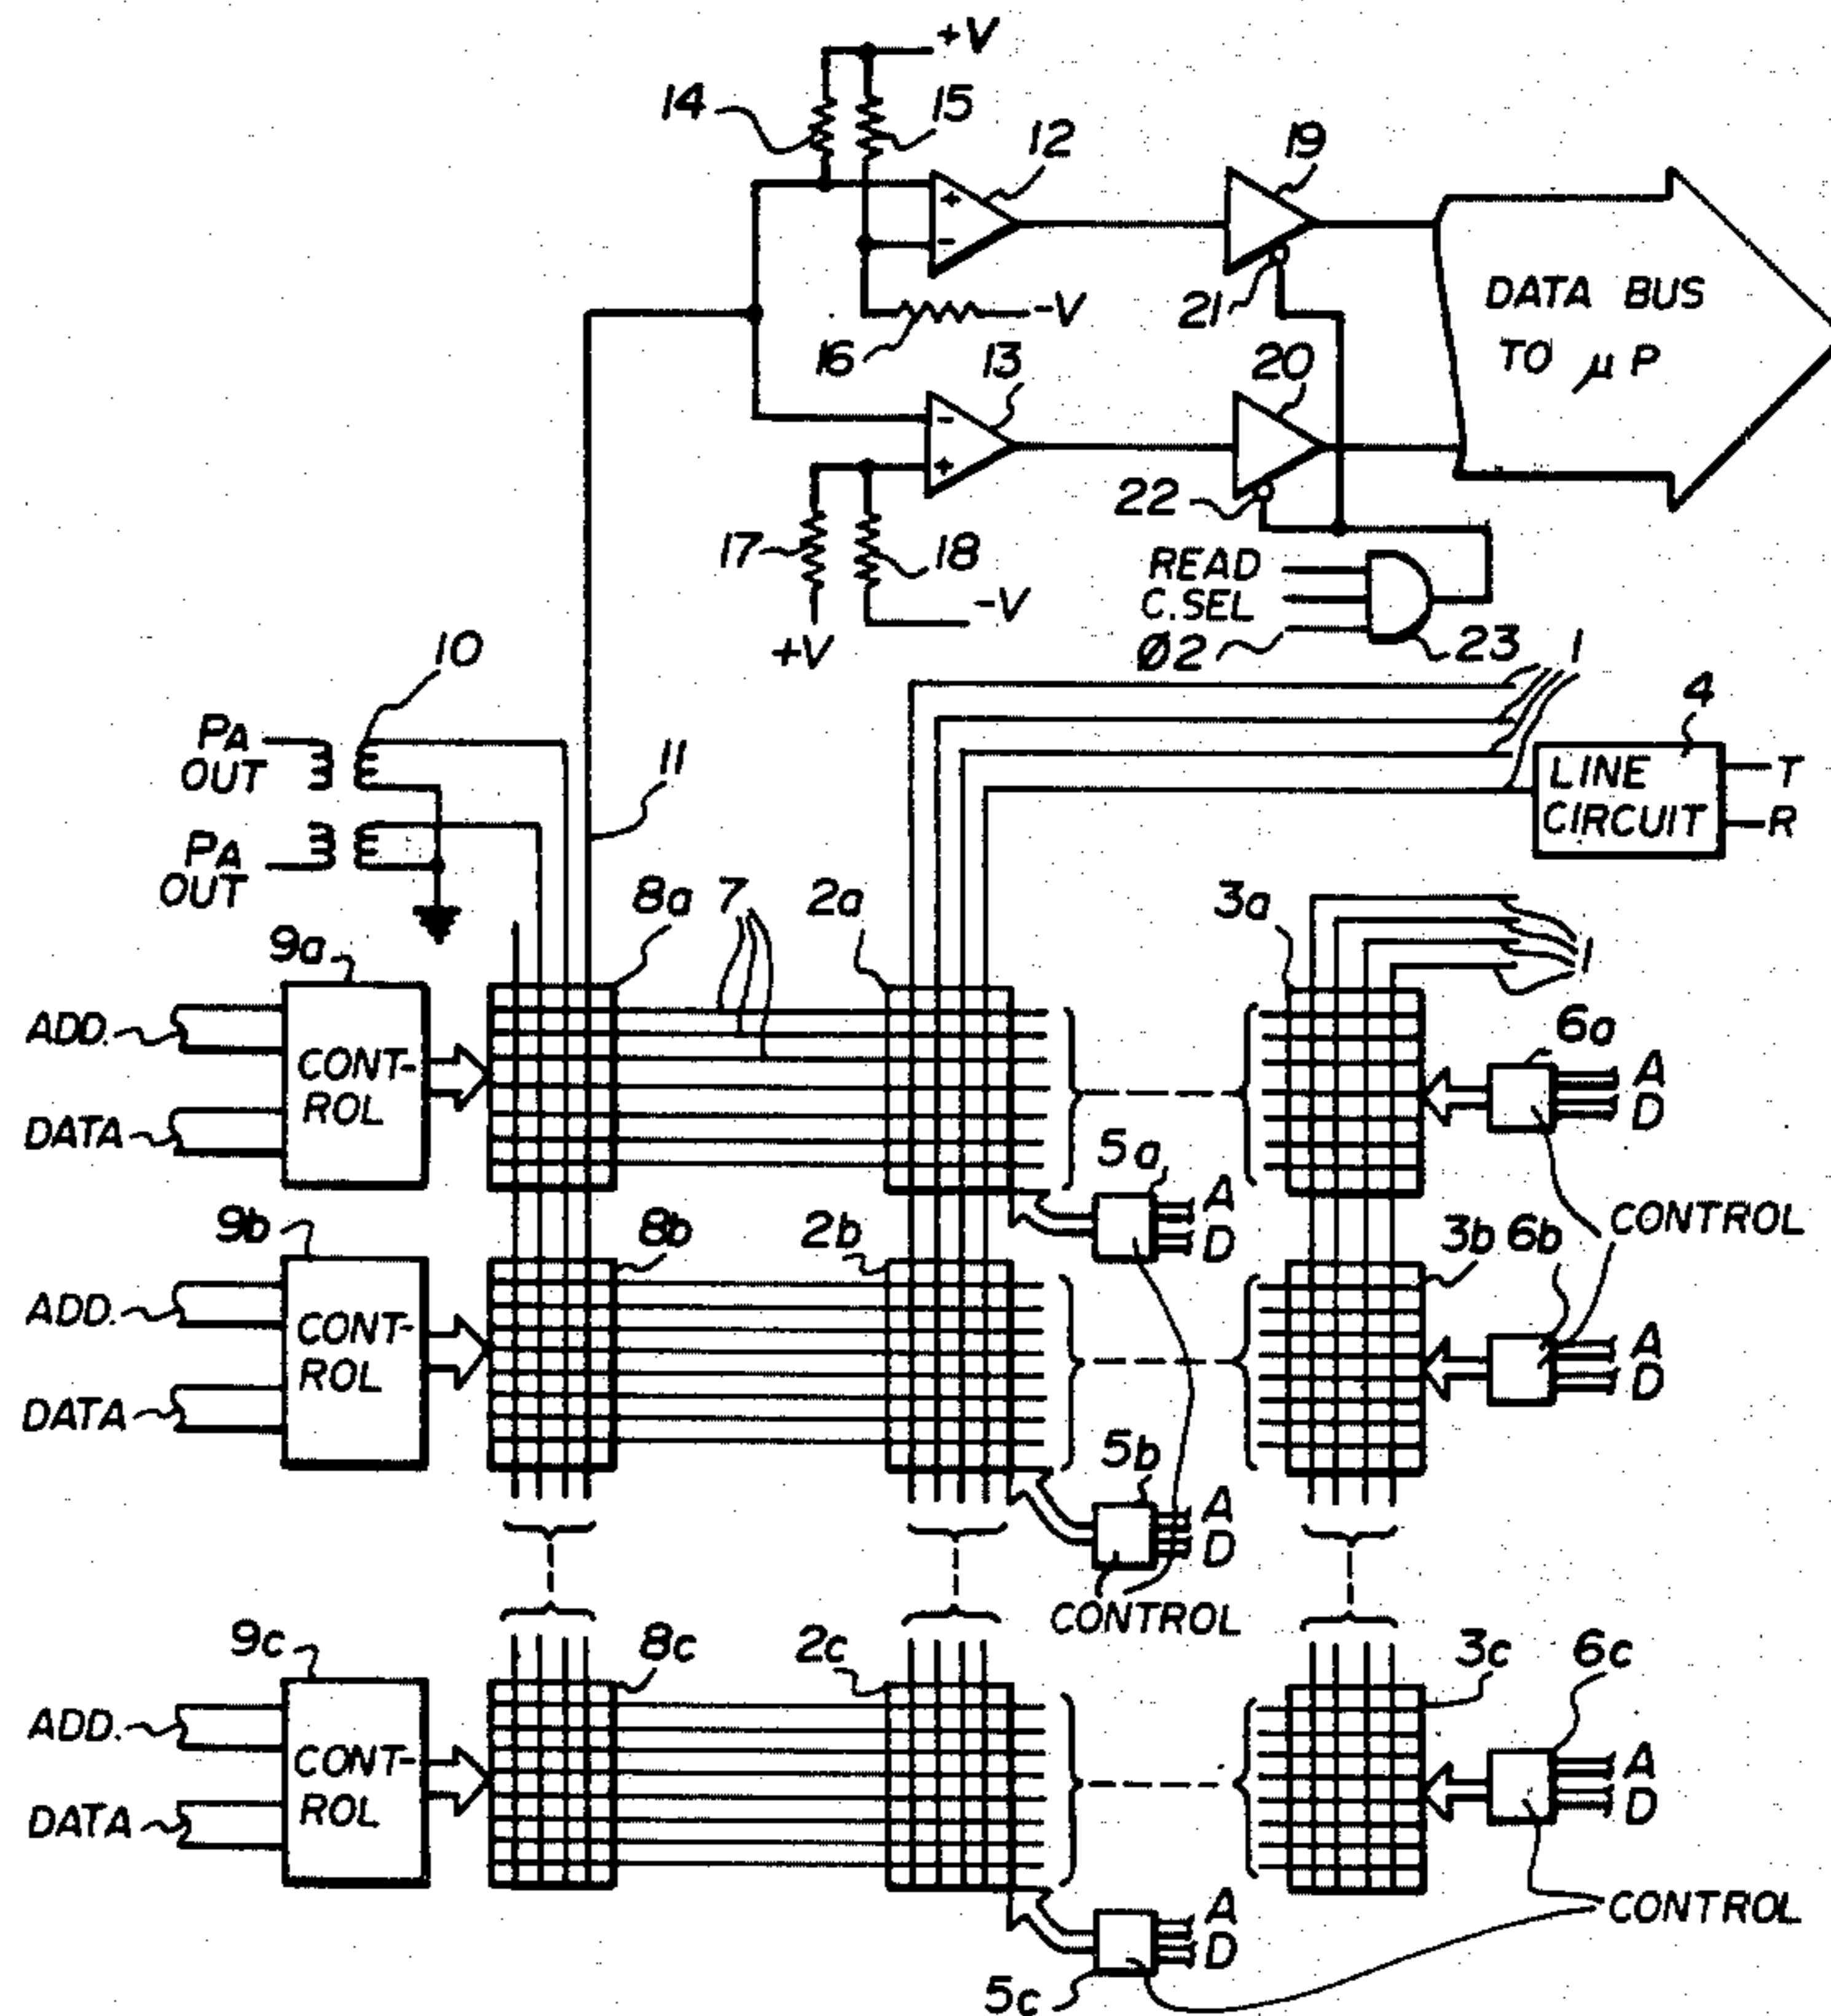 +V
14
15
12
19
+
-
21
-V
DATA BUS
TO µP
16
13
20
-
+
22
17
18
READ
C.SEL
-V
+V
Ø2
23
1
10
4
PA
OUT
11
LINE
CIRCUIT
T
R
PA
OUT
8a
7
2a
3a
1
9a
6a
ADD.
CONT-
ROL
A
D
DATA
5a
A
D
CONTROL
9b
8b
2b
3b
6b
ADD.
CONT-
ROL
A
D
DATA
5b
A
D
CONTROL
9c
8c
2c
3c
6c
ADD.
CONT-
ROL
A
D
DATA
A
D
CONTROL
5c